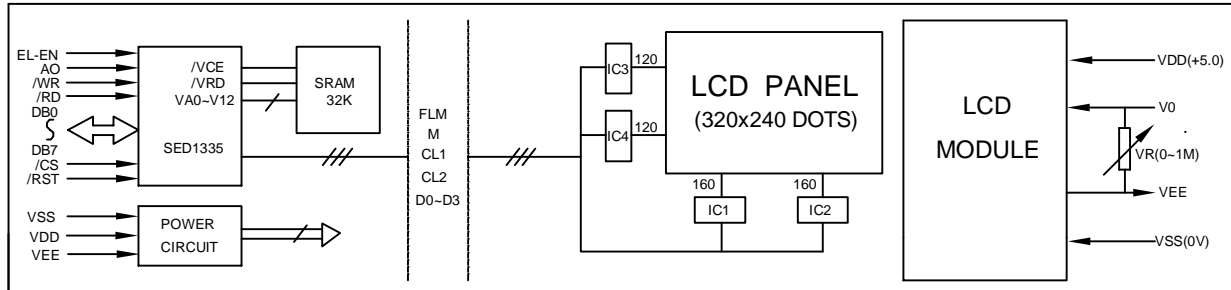 EL-EN
AO
/WR
/RD
DB0
DB7
/CS
/RST
/VCE
/VRD
VA0~V12
SED1335
SRAM
32K
VSS
VDD
VEE
POWER
CIRCUIT
FLM
M
CL1
CL2
D0~D3
IC3
120
IC4
120
LCD PANEL
(320x240 DOTS)
160
160
IC1
IC2
LCD
MODULE
VDD(+5.0)
V0
VR(0~1M)
VEE
VSS(0V)